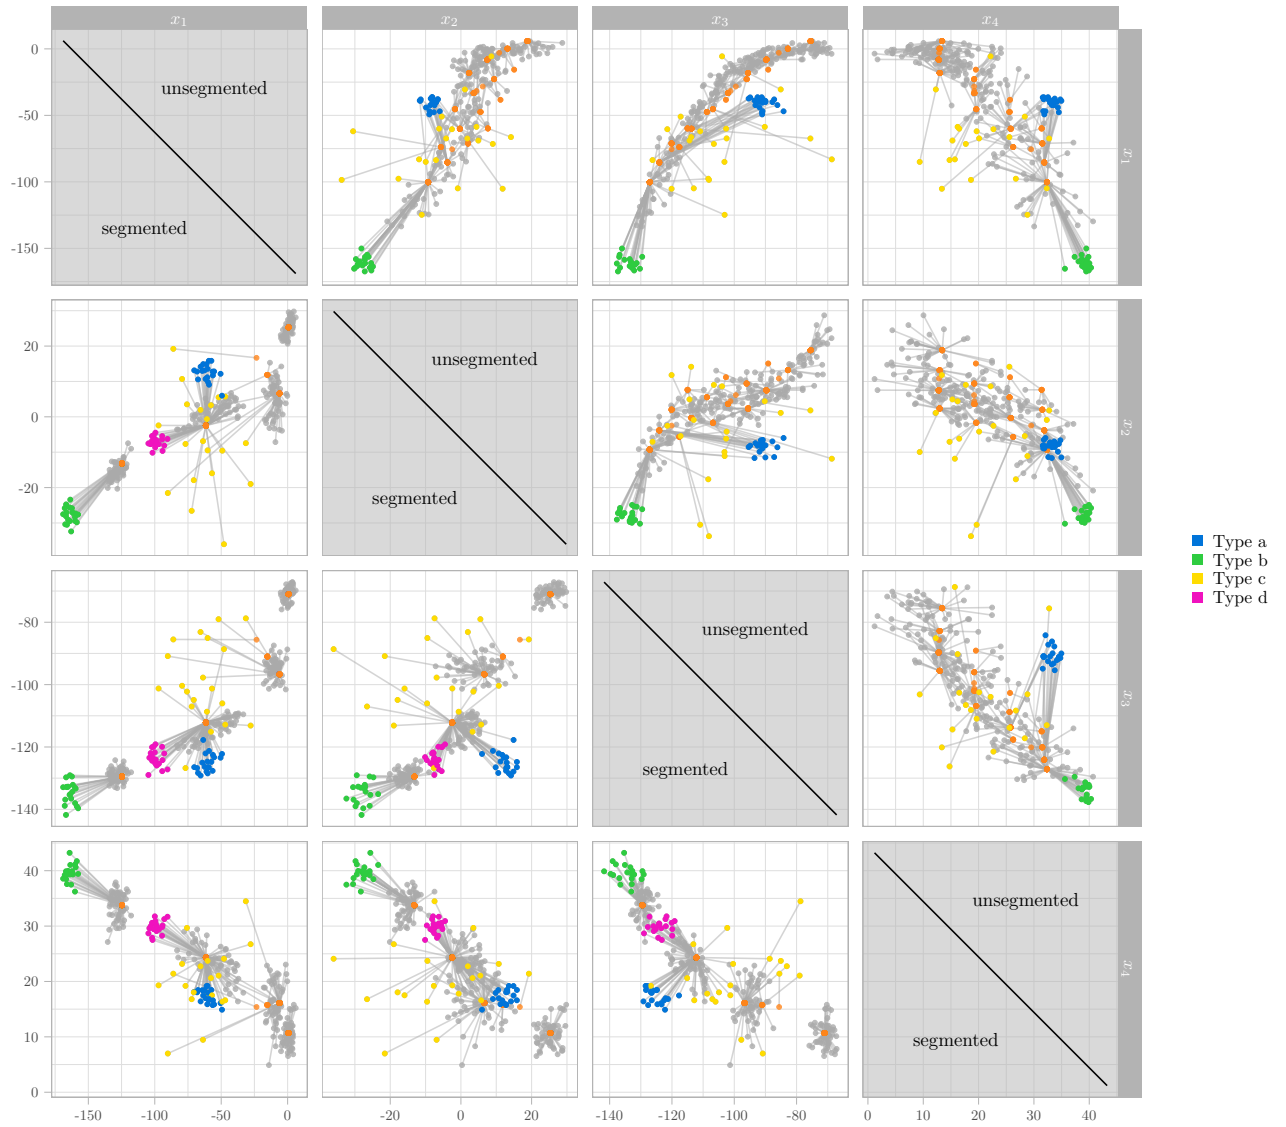 x₁ x₂ x₃ x₄
0
-50
-100
-150
unsegmented
segmented
x₁
20
0
-20
unsegmented
segmented
x₂
-80
-100
-120
-140
unsegmented
segmented
x₃
40
30
20
10
0
unsegmented
segmented
x₄
-150 -100 -50 0 -20 0 20 -140 -120 -100 -80 0 10 20 30 40
Type a
Type b
Type c
Type d